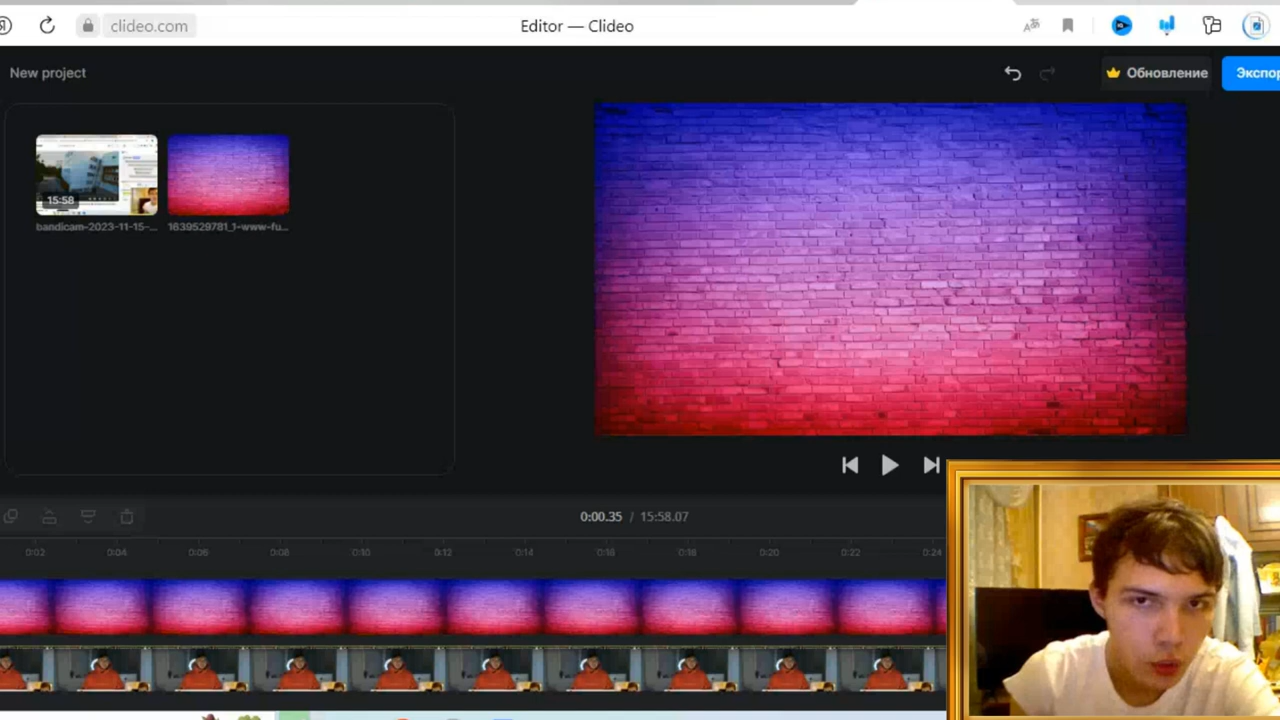 clideo.com
Editor — Clideo
New project
Обновление
Экспор
15:58
bandicam-2023-11-15-...
1639529781_1-www-fu...
0:00.35 / 15:58.07
0:02 0:04 0:06 0:08 0:10 0:12 0:14 0:16 0:18 0:20 0:22 0:24